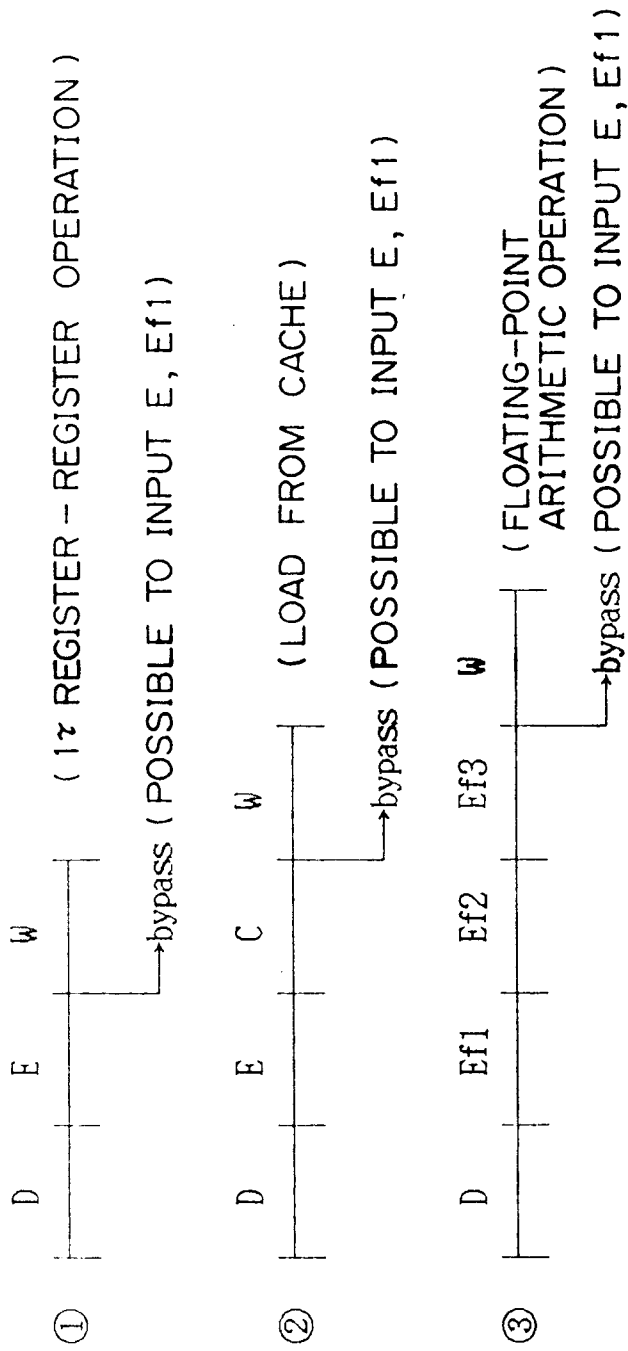 ① D E W (1τ REGISTER-REGISTER OPERATION)
bypass (POSSIBLE TO INPUT E, Ef1)
② D E C W (LOAD FROM CACHE)
bypass (POSSIBLE TO INPUT E, Ef1)
③ D Ef1 Ef2 Ef3 W (FLOATING-POINT
ARITHMETIC OPERATION)
bypass (POSSIBLE TO INPUT E, Ef1)